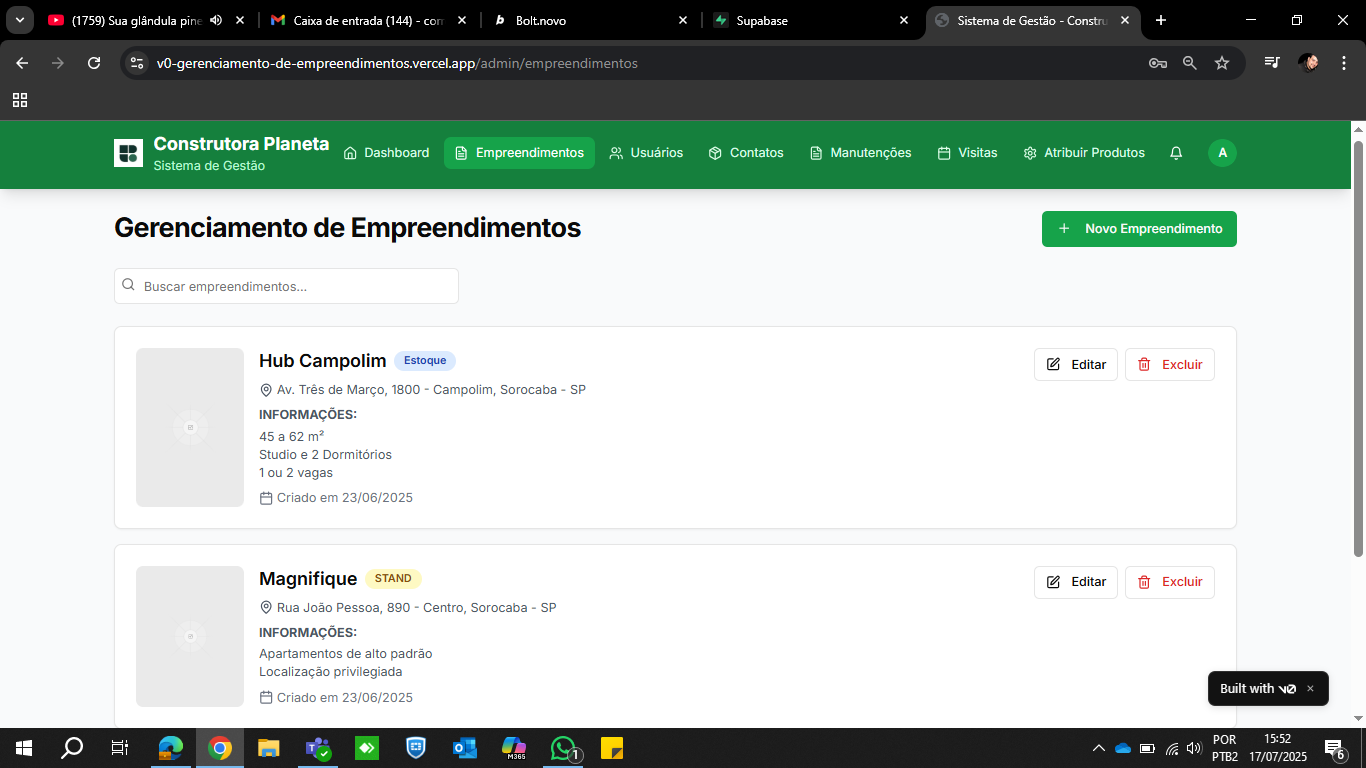 (1759) Sua glândula pine
Caixa de entrada (144) - con
Bolt.novo
Supabase
Sistema de Gestão - Constru
v0-gerenciamento-de-empreendimentos.vercel.app/admin/empreendimentos
Construtora Planeta
Sistema de Gestão
Dashboard
Empreendimentos
Usuários
Contatos
Manutenções
Visitas
Atribuir Produtos
A
Gerenciamento de Empreendimentos
+ Novo Empreendimento
Buscar empreendimentos...
Hub Campolim
Estoque
Editar
Excluir
Av. Três de Março, 1800 - Campolim, Sorocaba - SP
INFORMAÇÕES:
45 a 62 m²
Studio e 2 Dormitórios
1 ou 2 vagas
Criado em 23/06/2025
Magnifique
STAND
Editar
Excluir
Rua João Pessoa, 890 - Centro, Sorocaba - SP
INFORMAÇÕES:
Apartamentos de alto padrão
Localização privilegiada
Criado em 23/06/2025
Built with v0
M365
1
POR
PTB2
15:52
17/07/2025
6